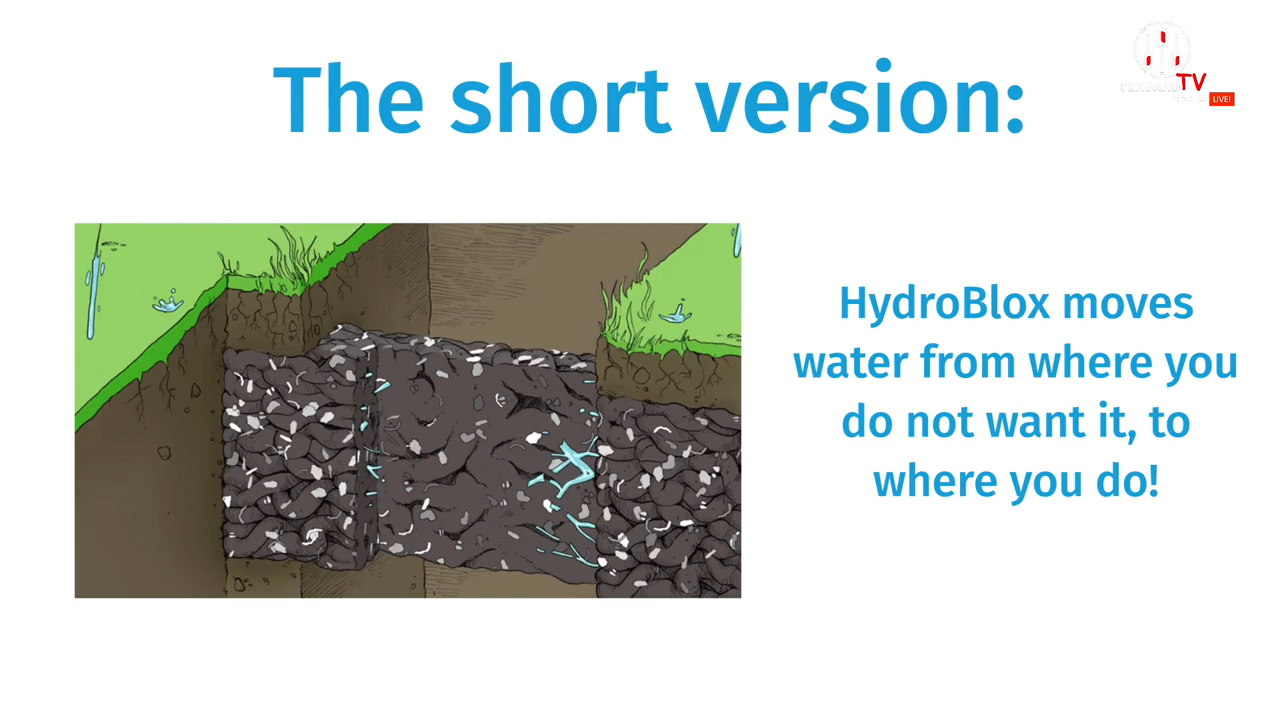 The short version:
TV
LIVE!
HydroBlox moves
water from where you
do not want it, to
where you do!